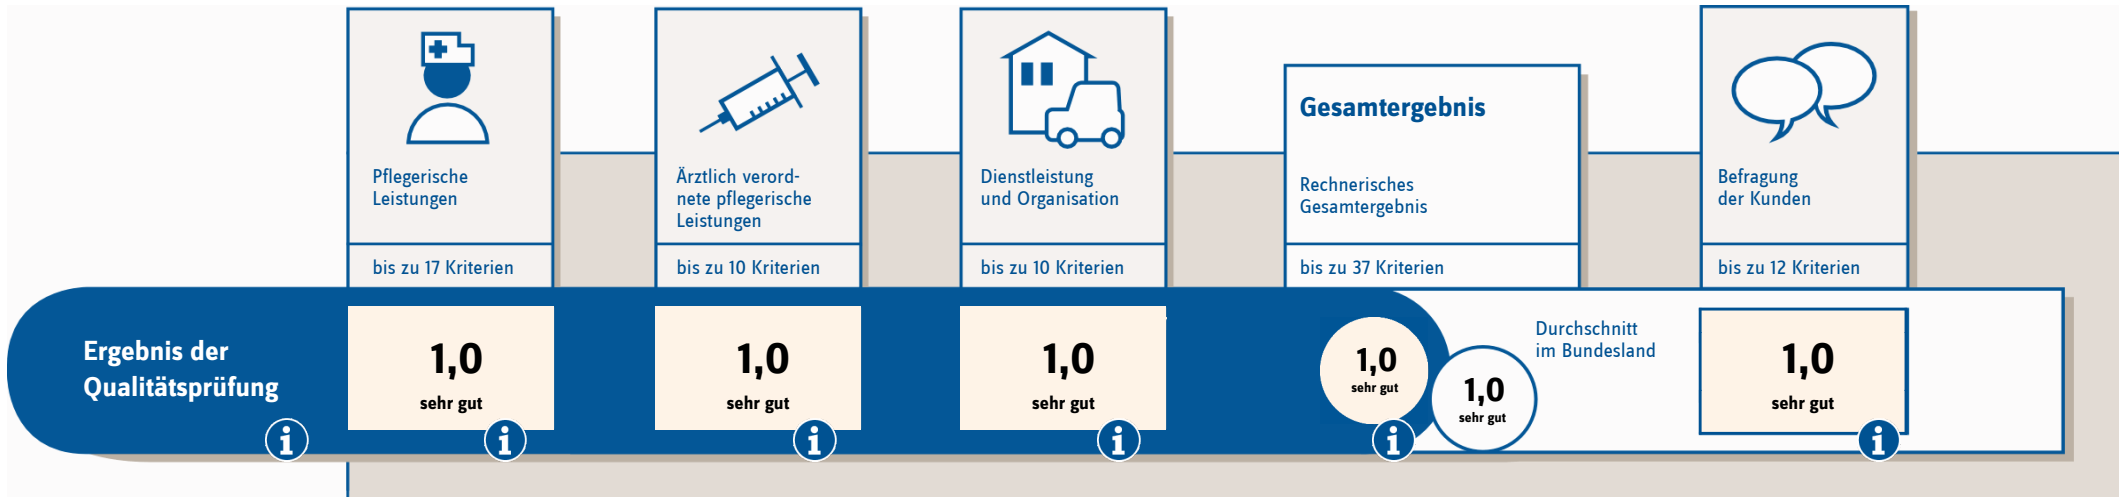 Pflegerische
Leistungen
bis zu 17 Kriterien
Ärztlich verord-
nete pflegerische
Leistungen
bis zu 10 Kriterien
Dienstleistung
und Organisation
bis zu 10 Kriterien
Gesamtergebnis
Rechnerisches
Gesamtergebnis
bis zu 37 Kriterien
Befragung
der Kunden
bis zu 12 Kriterien
Ergebnis der
Qualitätsprüfung
i
1,0
sehr gut
i
1,0
sehr gut
i
1,0
sehr gut
i
1,0
sehr gut
i
1,0
sehr gut
Durchschnitt
im Bundesland
1,0
sehr gut
i